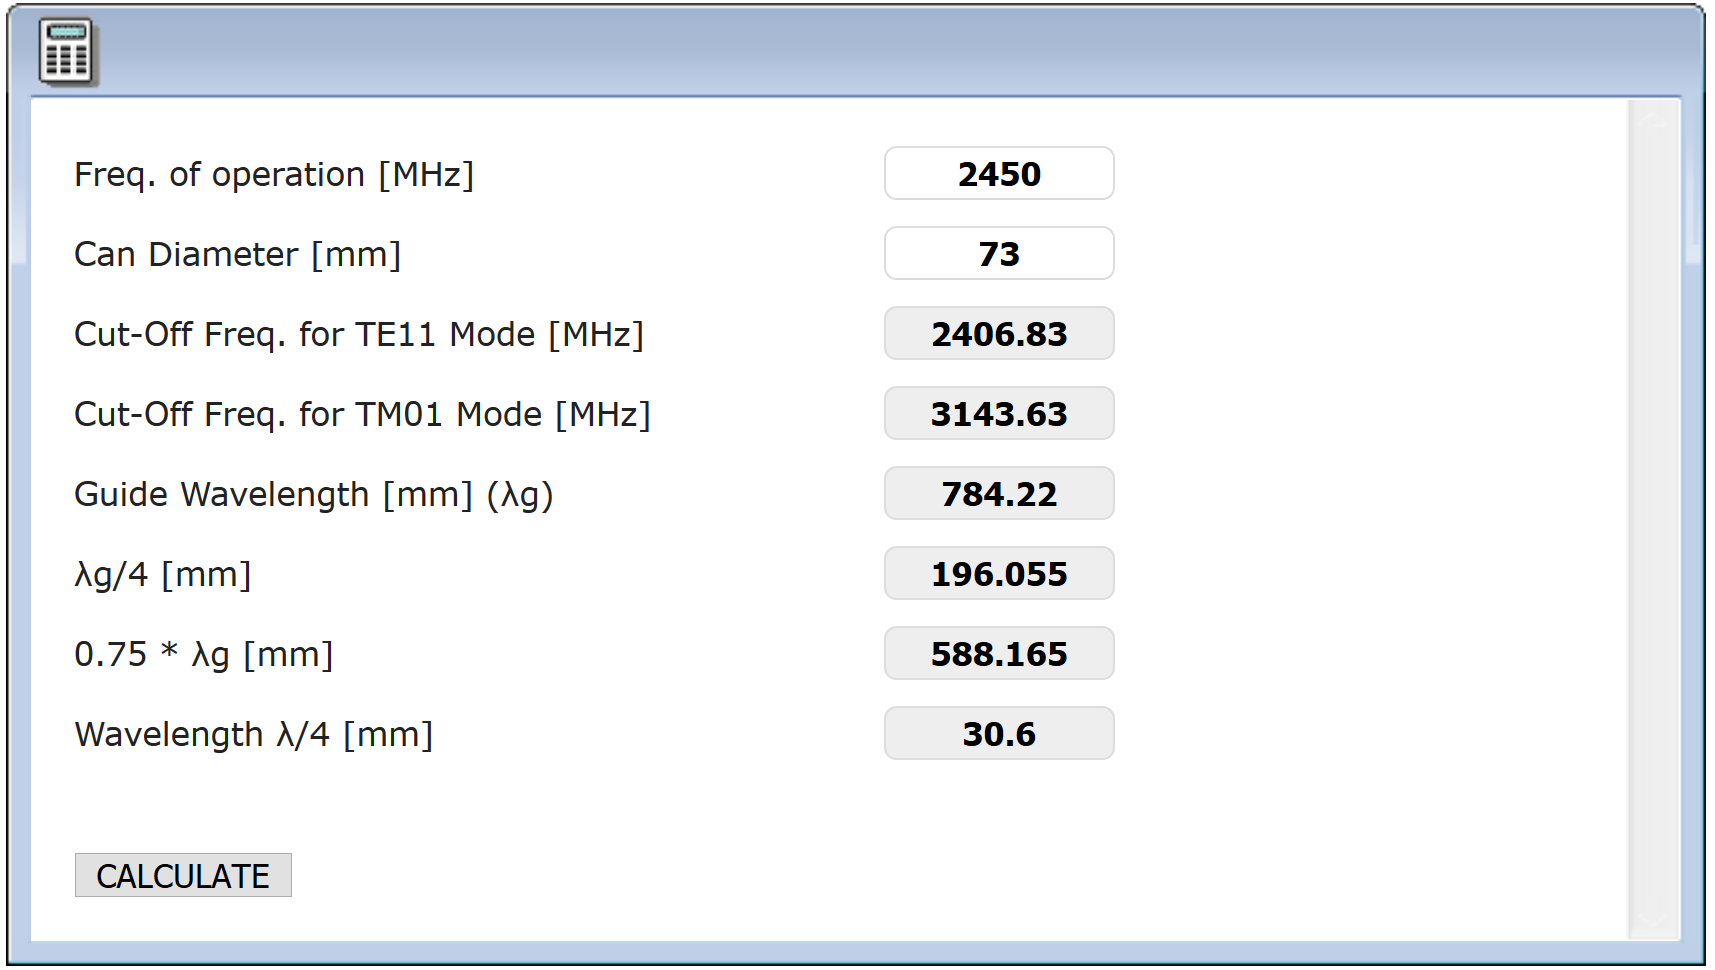 Freq. of operation [MHz] 2450
Can Diameter [mm] 73
Cut-Off Freq. for TE11 Mode [MHz] 2406.83
Cut-Off Freq. for TM01 Mode [MHz] 3143.63
Guide Wavelength [mm] (λg) 784.22
λg/4 [mm] 196.055
0.75 * λg [mm] 588.165
Wavelength λ/4 [mm] 30.6
CALCULATE